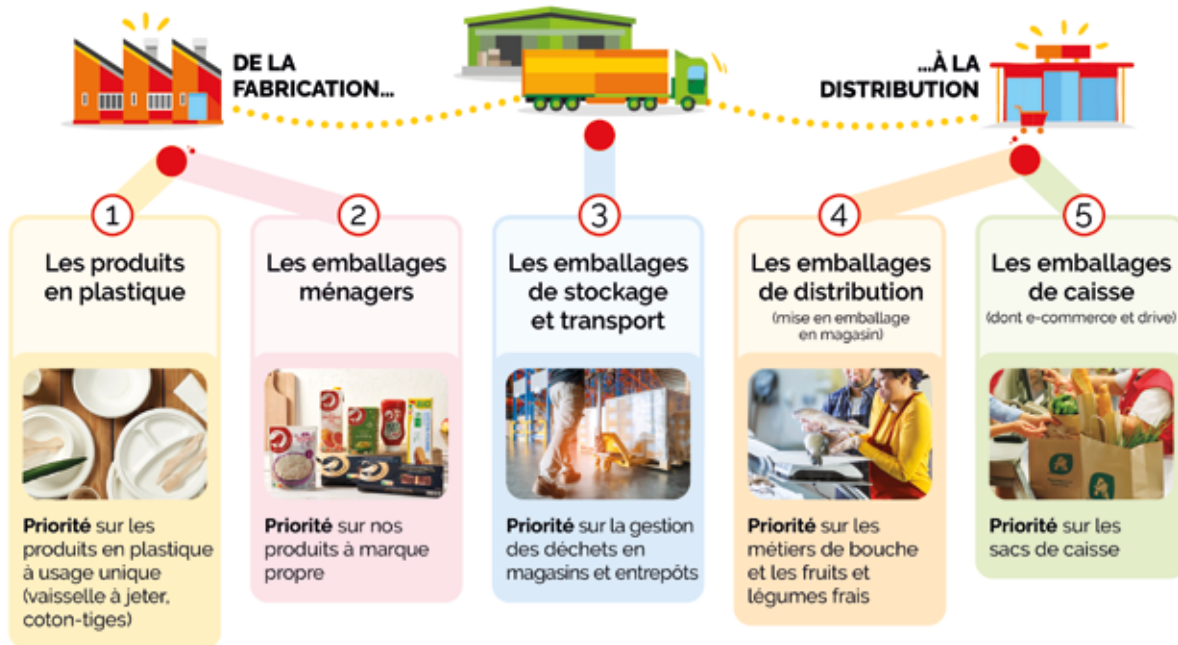 DE LA
FABRICATION...
...À LA
DISTRIBUTION
1
Les produits
en plastique
Priorité sur les
produits en plastique
à usage unique
(vaisselle à jeter,
coton-tiges)
2
Les emballages
ménagers
Priorité sur nos
produits à marque
propre
3
Les emballages
de stockage
et transport
Priorité sur la gestion
des déchets en
magasins et entrepôts
4
Les emballages
de distribution
(mise en emballage
en magasin)
Priorité sur les
métiers de bouche
et les fruits et
légumes frais
5
Les emballages
de caisse
(dont e-commerce et drive)
Priorité sur les
sacs de caisse